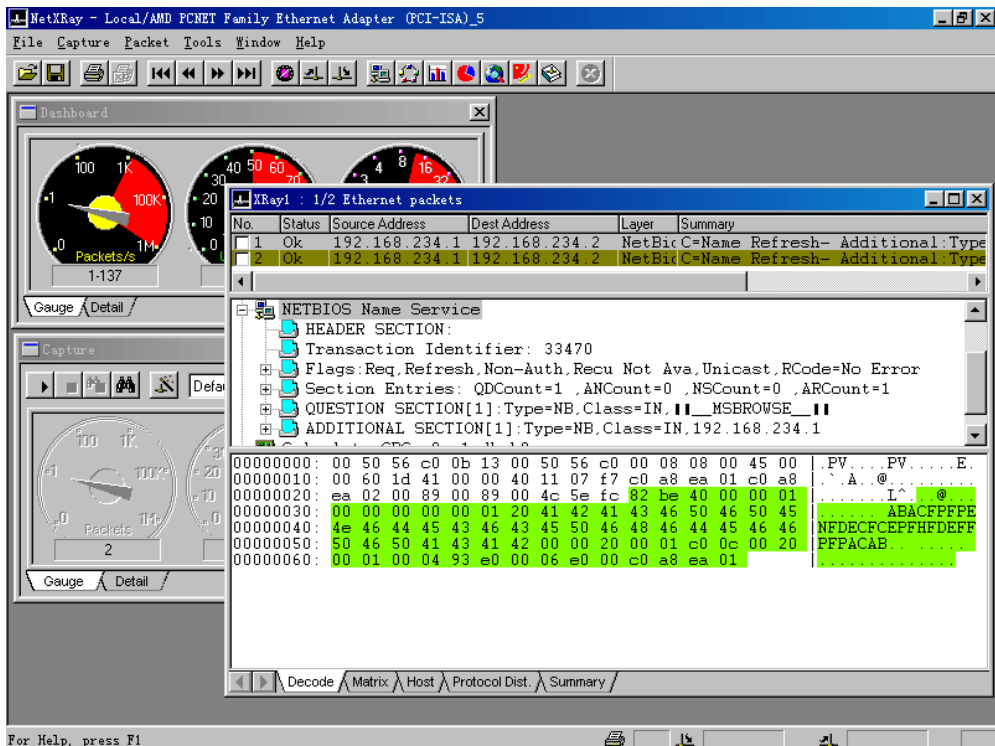 NetXRay - Local/AMD PCNET Family Ethernet Adapter (PCI-ISA)_5
File Capture Packet Tools Window Help
Dashboard
100 1K
1 100K
0 1M
Packets/s
1-137
40 50 60
30 70
20
10
0
4 8 16
3 32
Gauge Detail
Capture
Defau
100 1K
1 100K
0 1M
Packets
2
20
10
0
Gauge Detail
XRay1 : 1/2 Ethernet packets
No. Status Source Address Dest Address Layer Summary
1 Ok 192.168.234.1 192.168.234.2 NetBic C=Name Refresh- Additional:Type
2 Ok 192.168.234.1 192.168.234.2 NetBic C=Name Refresh- Additional:Type
NETBIOS Name Service
HEADER SECTION:
Transaction Identifier: 33470
Flags:Req,Refresh,Non-Auth,Recu Not Ava,Unicast,RCode=No Error
Section Entries: QDCount=1 ,ANCount=0 ,NSCount=0 ,ARCount=1
QUESTION SECTION[1]:Type=NB,Class=IN,▌▌__MSBROWSE__▌▌
ADDITIONAL SECTION[1]:Type=NB,Class=IN,192.168.234.1
00000000: 00 50 56 c0 0b 13 00 50 56 c0 00 08 08 00 45 00 |.PV....PV.....E.
00000010: 00 60 1d 41 00 00 40 11 07 f7 c0 a8 ea 01 c0 a8 |.`.A..@.........
00000020: ea 02 00 89 00 89 00 4c 5e fc 82 be 40 00 00 01 |.......L^...@...
00000030: 00 00 00 00 00 01 20 41 42 41 43 46 50 46 50 45 |...... ABACFPFPE
00000040: 4e 46 44 45 43 46 43 45 50 46 48 46 44 45 46 46 |NFDECFCEPFHFDEFF
00000050: 50 46 50 41 43 41 42 00 00 20 00 01 c0 0c 00 20 |PFPACAB.. .....
00000060: 00 01 00 04 93 e0 00 06 e0 00 c0 a8 ea 01 |..............
Decode Matrix Host Protocol Dist. Summary
For Help, press F1